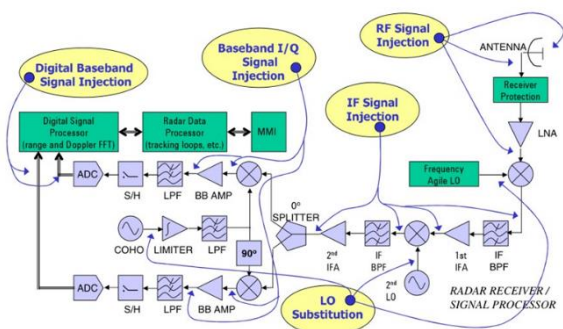 RF Signal
Injection
Baseband I/Q
Signal
Injection
ANTENNA
Digital Baseband
Signal Injection
IF Signal
Injection
Receiver
Protection
Digital Signal
Processor
(range and Doppler FFT)
Radar Data
Processor
(tracking loops, etc.)
MMI
LNA
Frequency
Agile LO
ADC
S/H
LPF
BB AMP
0º
SPLITTER
COHO
LIMITER
LPF
2nd
IFA
IF
BPF
1st
IFA
IF
BPF
90º
2nd
LO
ADC
S/H
LPF
BB AMP
LO
Substitution
RADAR RECEIVER /
SIGNAL PROCESSOR